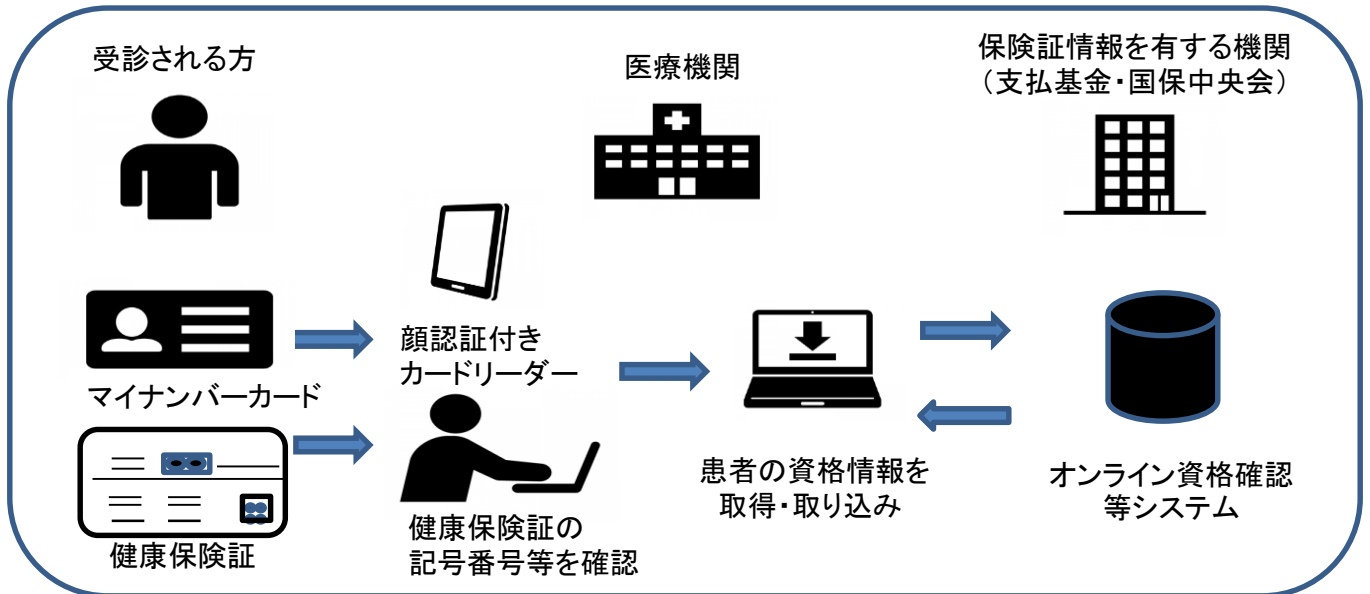 受診される方
医療機関
保険証情報を有する機関
（支払基金・国保中央会）
マイナンバーカード
顔認証付き
カードリーダー
健康保険証
健康保険証の
記号番号等を確認
患者の資格情報を
取得・取り込み
オンライン資格確認
等システム